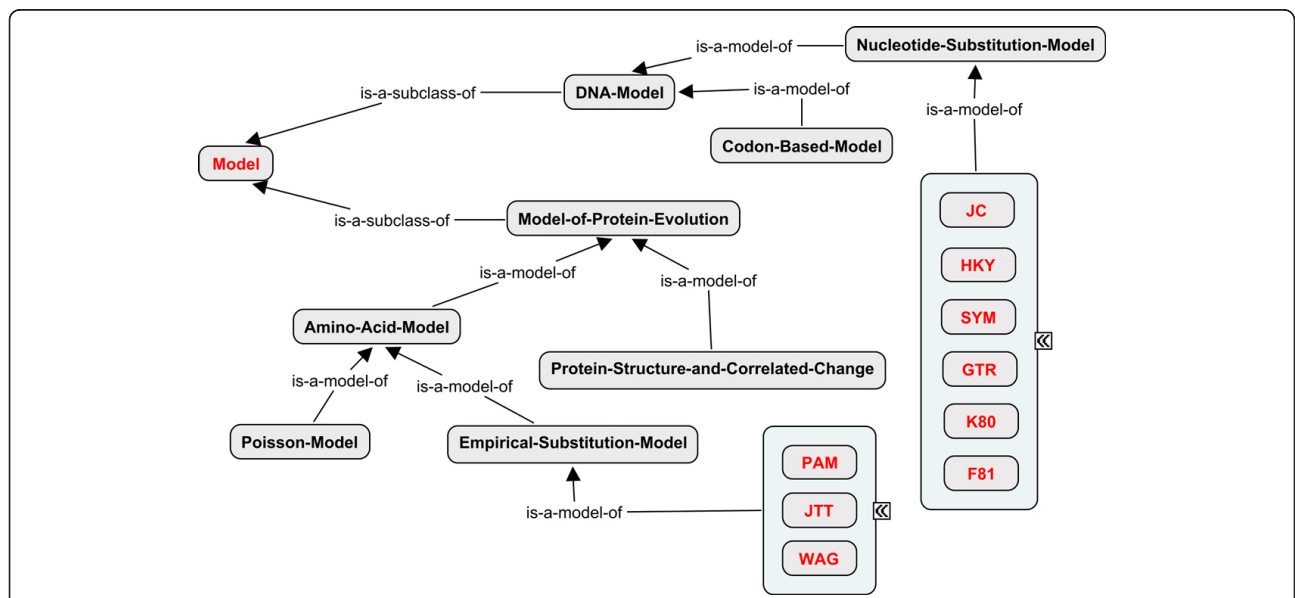 is-a-model-of
Nucleotide-Substitution-Model
is-a-subclass-of
DNA-Model
is-a-model-of
is-a-model-of
Codon-Based-Model
Model
is-a-subclass-of
Model-of-Protein-Evolution
JC
HKY
SYM
GTR
K80
F81
is-a-model-of
is-a-model-of
Amino-Acid-Model
Protein-Structure-and-Correlated-Change
is-a-model-of
is-a-model-of
Poisson-Model
Empirical-Substitution-Model
is-a-model-of
PAM
JTT
WAG